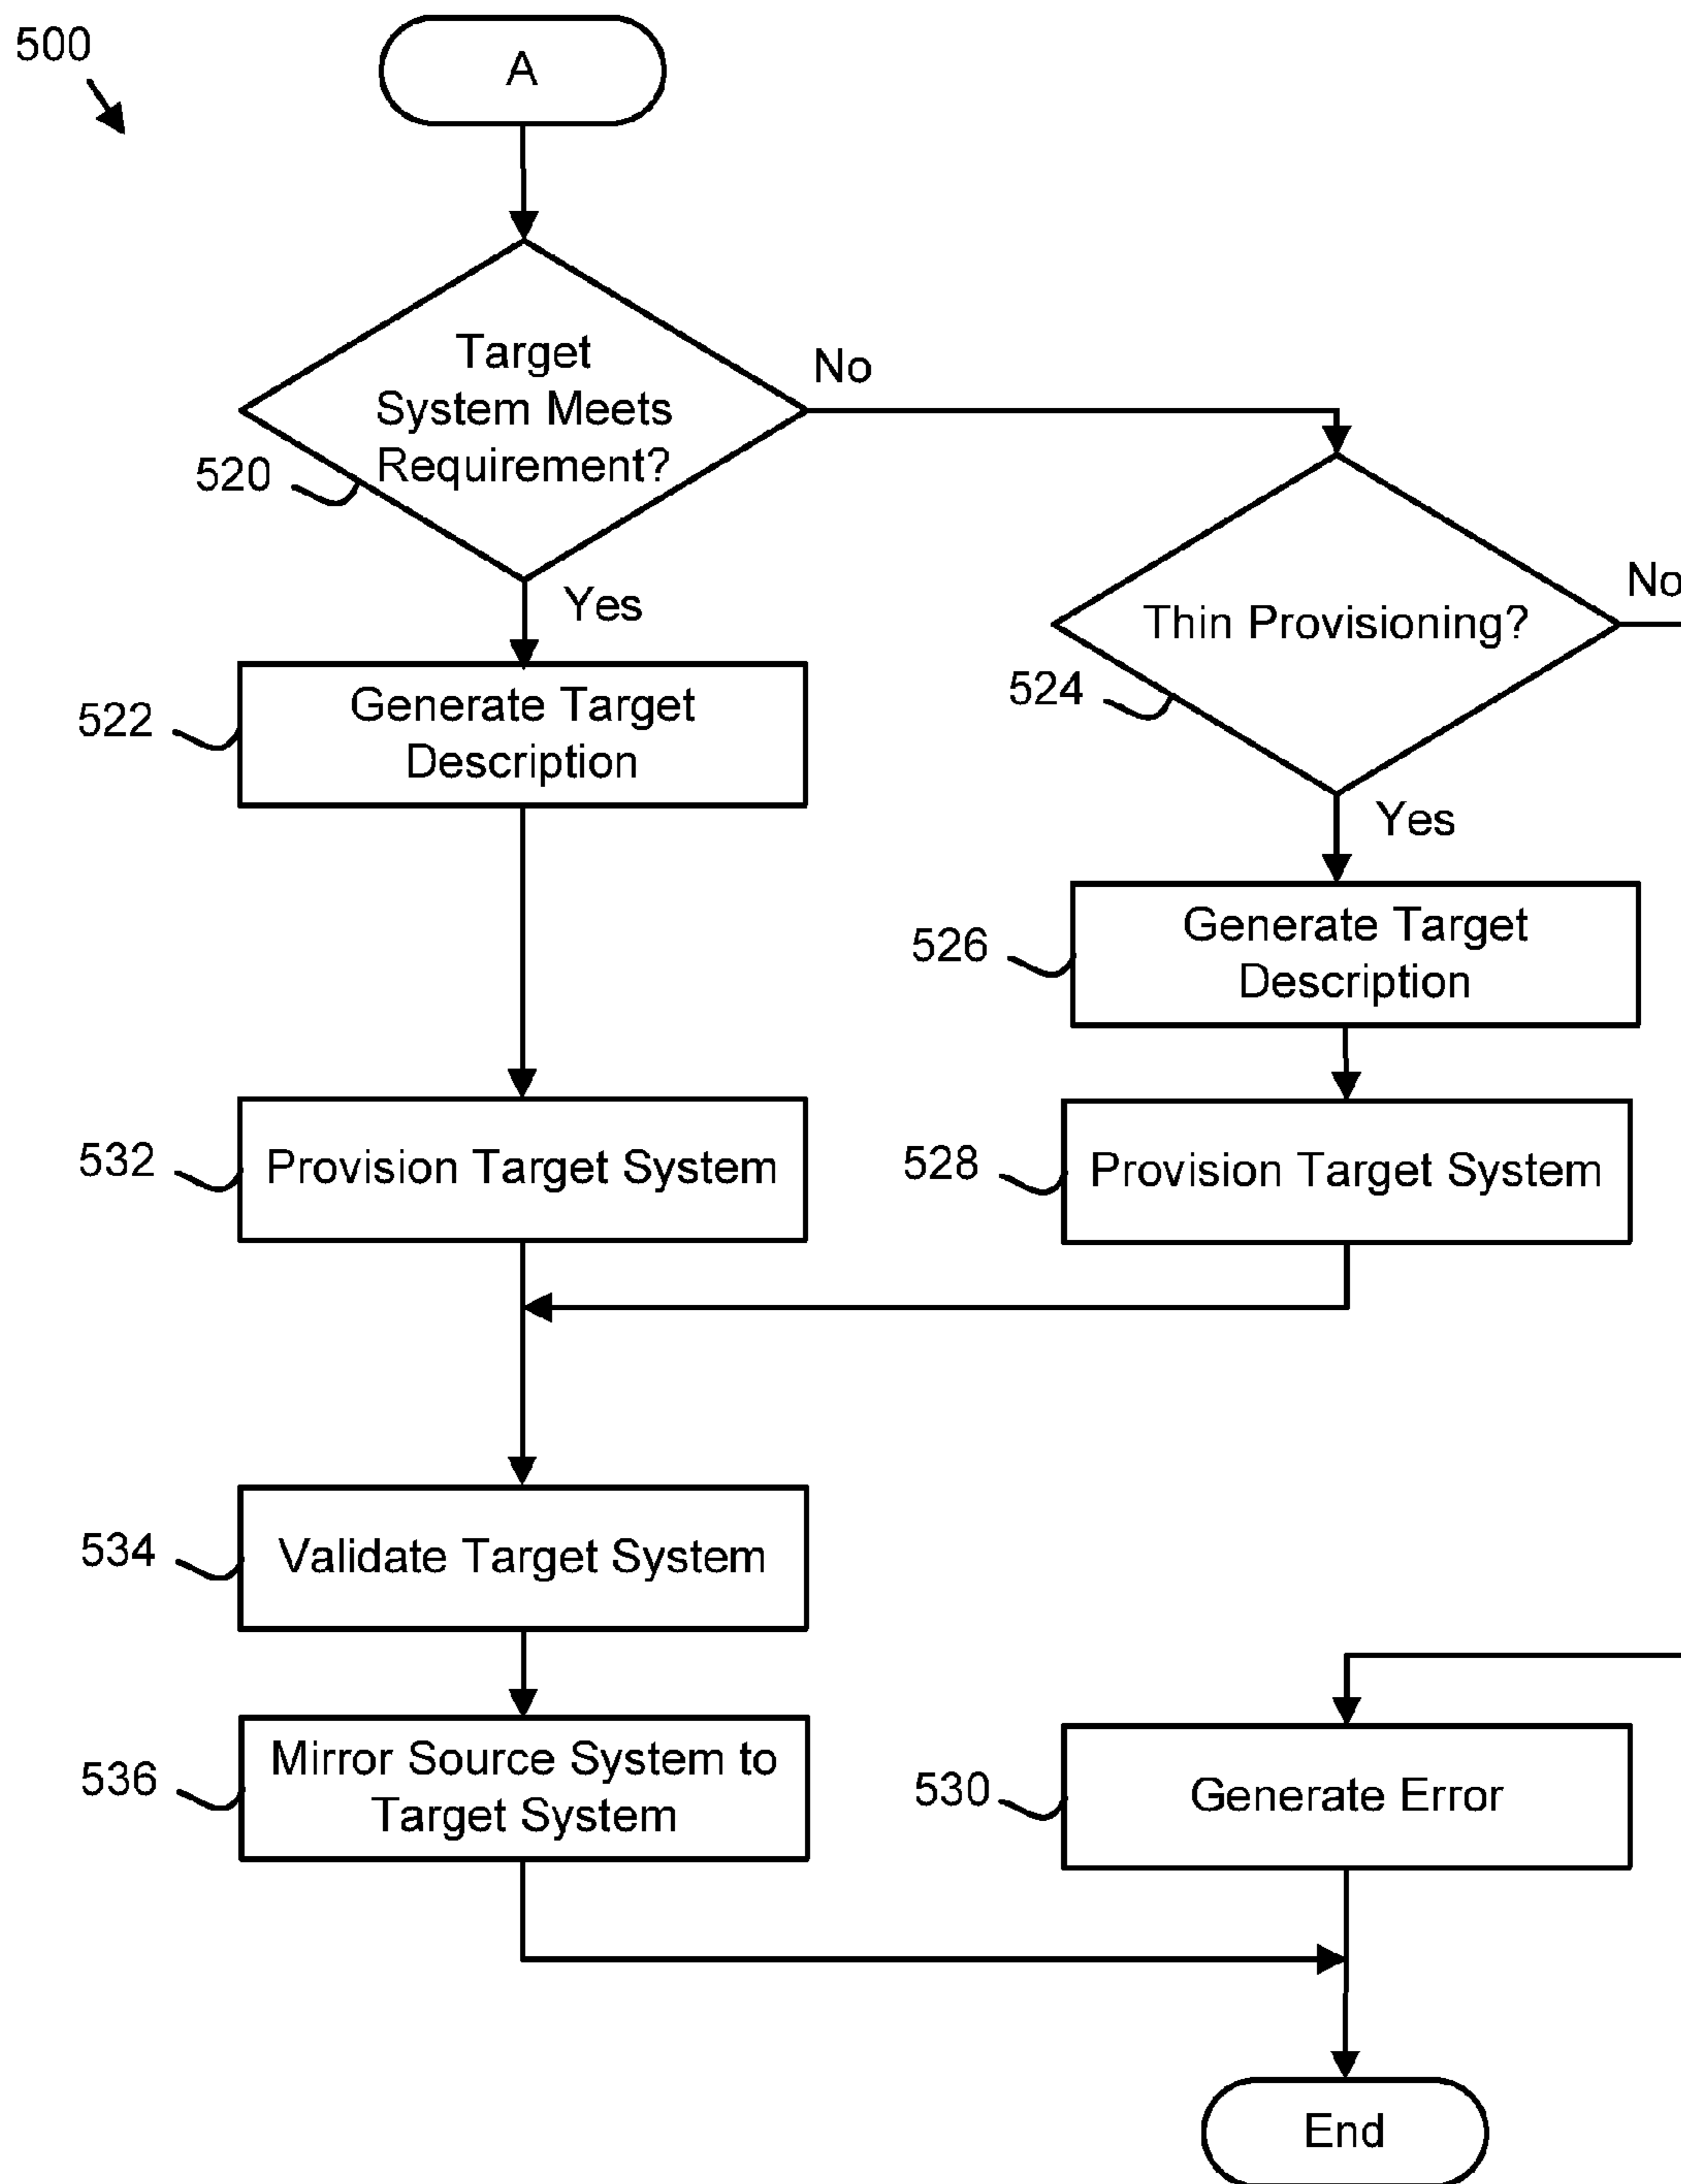 500
A
Target
System Meets
Requirement?
No
520
Yes
Thin Provisioning?
No
524
Yes
522
Generate Target
Description
526
Generate Target
Description
532
Provision Target System
528
Provision Target System
534
Validate Target System
536
Mirror Source System to
Target System
530
Generate Error
End